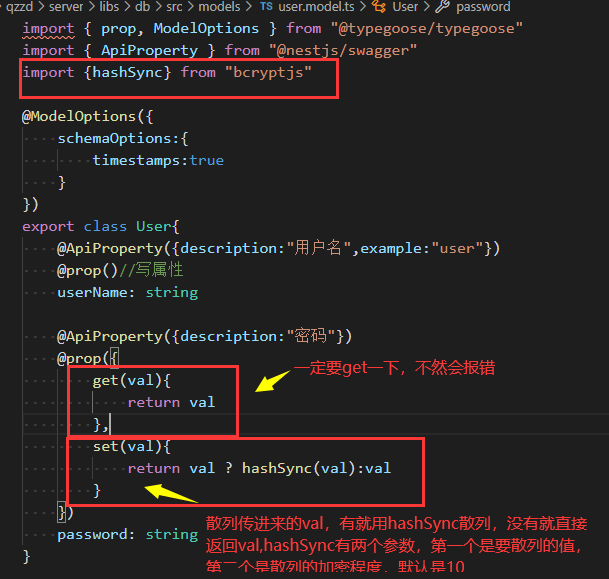 qzzd > server > libs > db > src > models > TS user.model.ts > User > password
import { prop, ModelOptions } from "@typegoose/typegoose"
import { ApiProperty } from "@nestjs/swagger"
import {hashSync} from "bcryptjs"
@ModelOptions({
schemaOptions:{
timestamps:true
}
})
export class User{
@ApiProperty({description:"用户名",example:"user"})
@prop()//写属性
userName: string
@ApiProperty({description:"密码"})
@prop({
一定要get一下，不然会报错
get(val){
return val
},
set(val){
return val ? hashSync(val):val
}
})
散列传进来的val，有就用hashSync散列，没有就直接
password: string
返回val,hashSync有两个参数，第一个是要散列的值，
}
第二个是散列的加密程度，默认是10